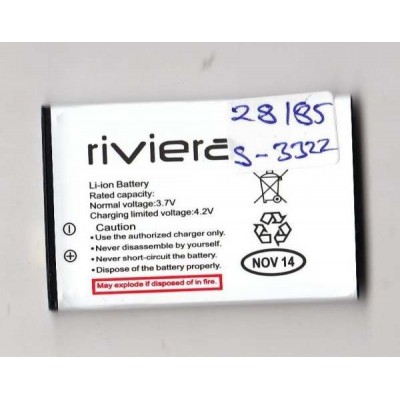 28/85
S-3322
riviera
Li-ion Battery
Rated capacity:
Normal voltage:3.7V
Charging limited voltage:4.2V
Caution
• Use the authorized charger only.
• Never disassemble by yourself.
• Never short-circuit the battery.
• Dispose of the battery properly.
May explode if disposed of in fire.
NOV 14